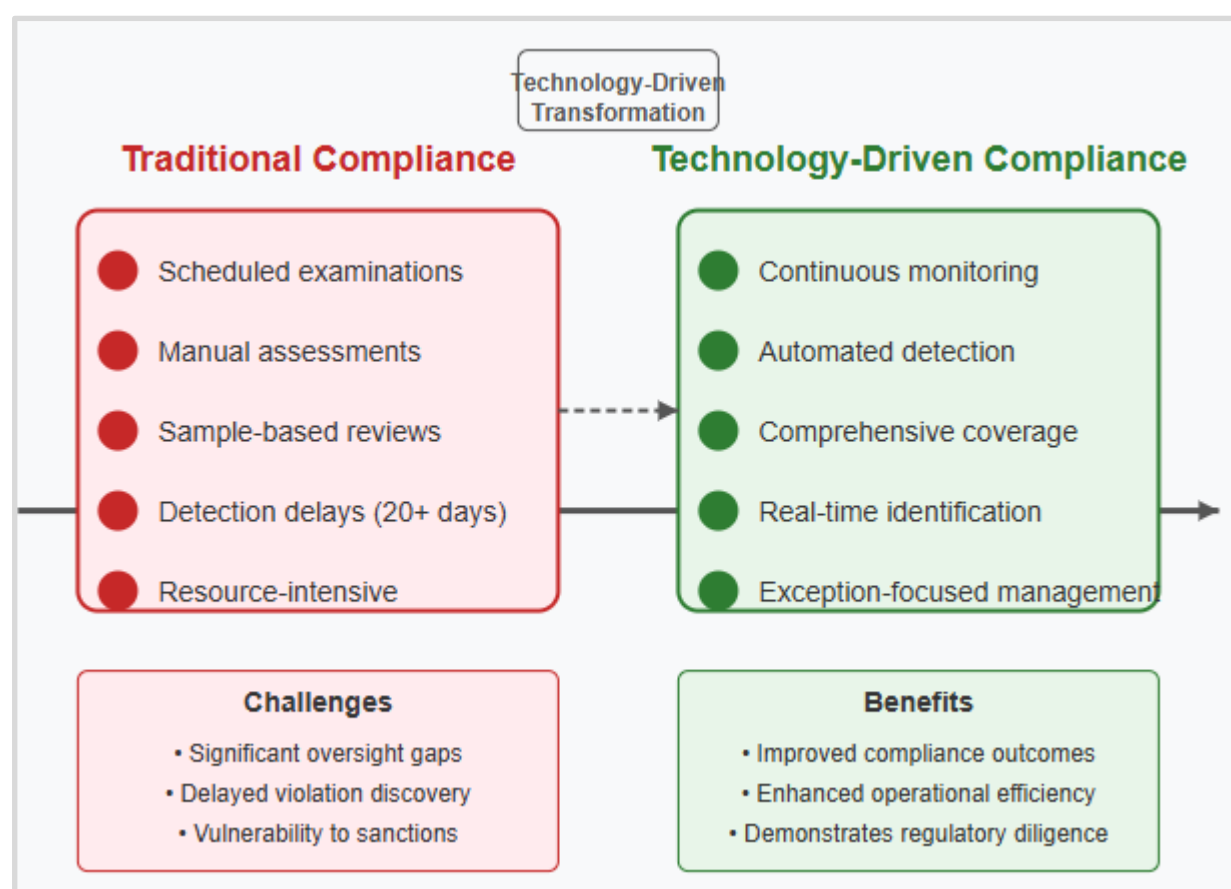 Technology-Driven
Transformation
Traditional Compliance
Scheduled examinations
Manual assessments
Sample-based reviews
Detection delays (20+ days)
Resource-intensive
Challenges
• Significant oversight gaps
• Delayed violation discovery
• Vulnerability to sanctions
Technology-Driven Compliance
Continuous monitoring
Automated detection
Comprehensive coverage
Real-time identification
Exception-focused management
Benefits
• Improved compliance outcomes
• Enhanced operational efficiency
• Demonstrates regulatory diligence